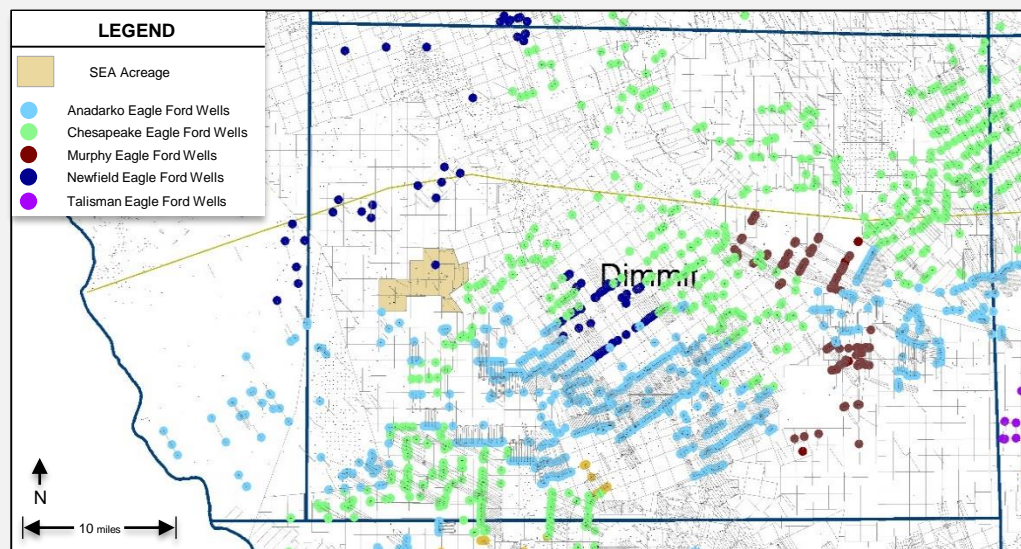 LEGEND
SEA Acreage
Anadarko Eagle Ford Wells
Chesapeake Eagle Ford Wells
Murphy Eagle Ford Wells
Newfield Eagle Ford Wells
Talisman Eagle Ford Wells
Dimmit
N
10 miles